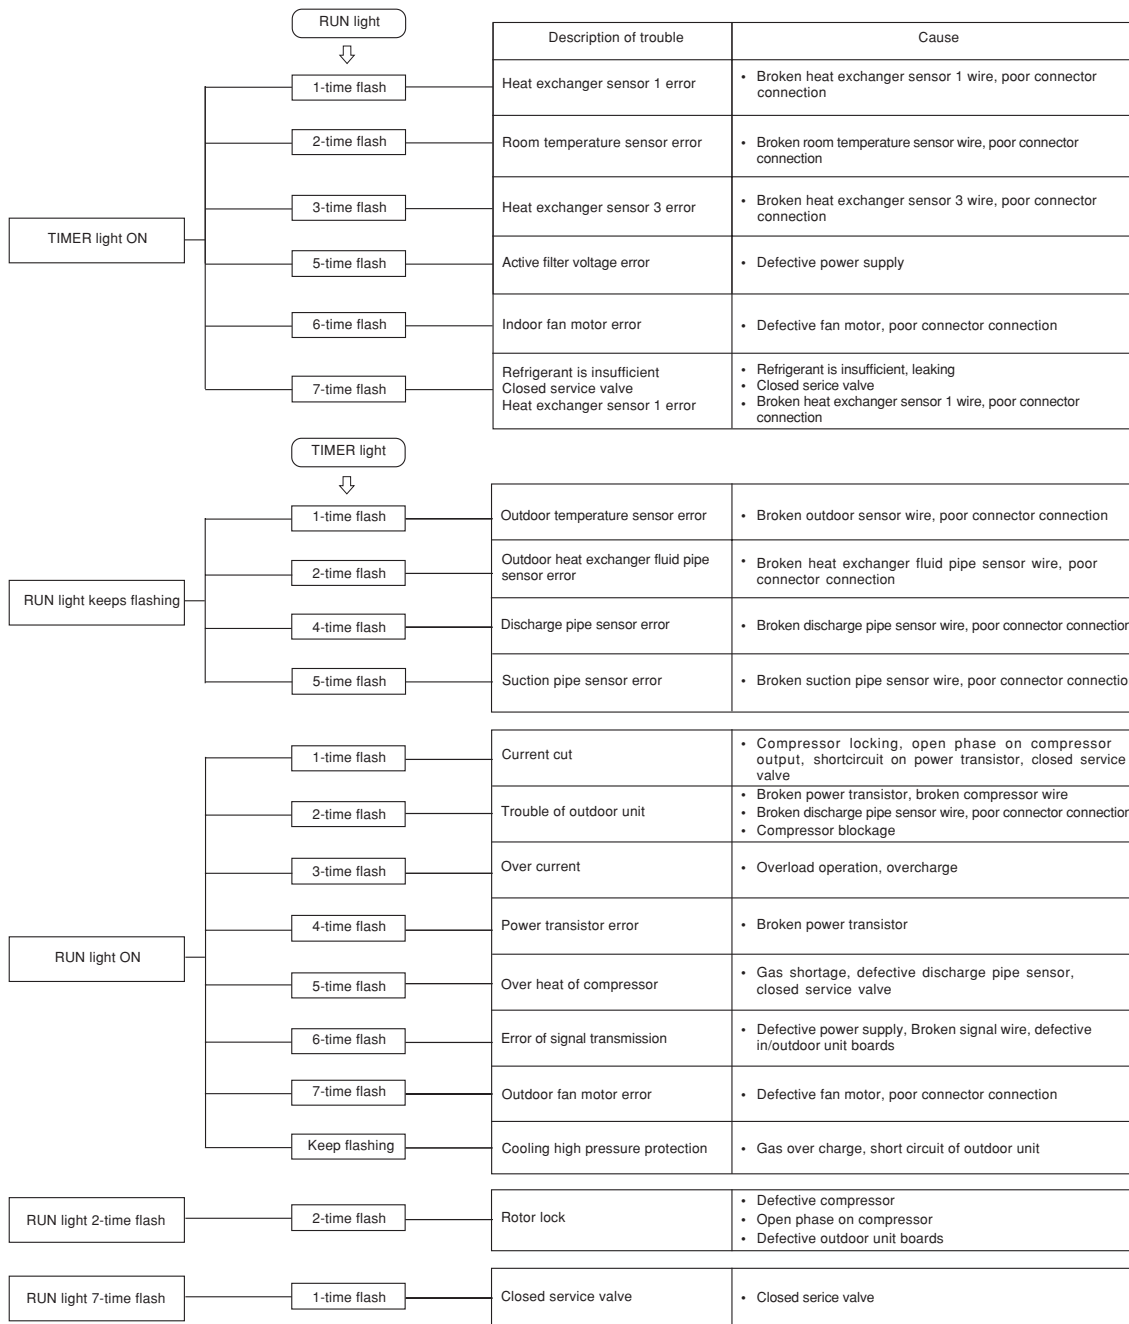 RUN light
Description of trouble
Cause
1-time flash
Heat exchanger sensor 1 error
• Broken heat exchanger sensor 1 wire, poor connector
connection
2-time flash
Room temperature sensor error
• Broken room temperature sensor wire, poor connector
connection
3-time flash
Heat exchanger sensor 3 error
• Broken heat exchanger sensor 3 wire, poor connector
connection
TIMER light ON
5-time flash
Active filter voltage error
• Defective power supply
6-time flash
Indoor fan motor error
• Defective fan motor, poor connector connection
7-time flash
Refrigerant is insufficient
Closed service valve
Heat exchanger sensor 1 error
• Refrigerant is insufficient, leaking
• Closed serice valve
• Broken heat exchanger sensor 1 wire, poor connector
connection
TIMER light
1-time flash
Outdoor temperature sensor error
• Broken outdoor sensor wire, poor connector connection
2-time flash
Outdoor heat exchanger fluid pipe
sensor error
• Broken heat exchanger fluid pipe sensor wire, poor
connector connection
RUN light keeps flashing
4-time flash
Discharge pipe sensor error
• Broken discharge pipe sensor wire, poor connector connection
5-time flash
Suction pipe sensor error
• Broken suction pipe sensor wire, poor connector connectio
1-time flash
Current cut
• Compressor locking, open phase on compressor
output, shortcircuit on power transistor, closed service
valve
2-time flash
Trouble of outdoor unit
• Broken power transistor, broken compressor wire
• Broken discharge pipe sensor wire, poor connector connection
• Compressor blockage
3-time flash
Over current
• Overload operation, overcharge
4-time flash
Power transistor error
• Broken power transistor
RUN light ON
5-time flash
Over heat of compressor
• Gas shortage, defective discharge pipe sensor,
closed service valve
6-time flash
Error of signal transmission
• Defective power supply, Broken signal wire, defective
in/outdoor unit boards
7-time flash
Outdoor fan motor error
• Defective fan motor, poor connector connection
Keep flashing
Cooling high pressure protection
• Gas over charge, short circuit of outdoor unit
RUN light 2-time flash
2-time flash
Rotor lock
• Defective compressor
• Open phase on compressor
• Defective outdoor unit boards
RUN light 7-time flash
1-time flash
Closed service valve
• Closed serice valve